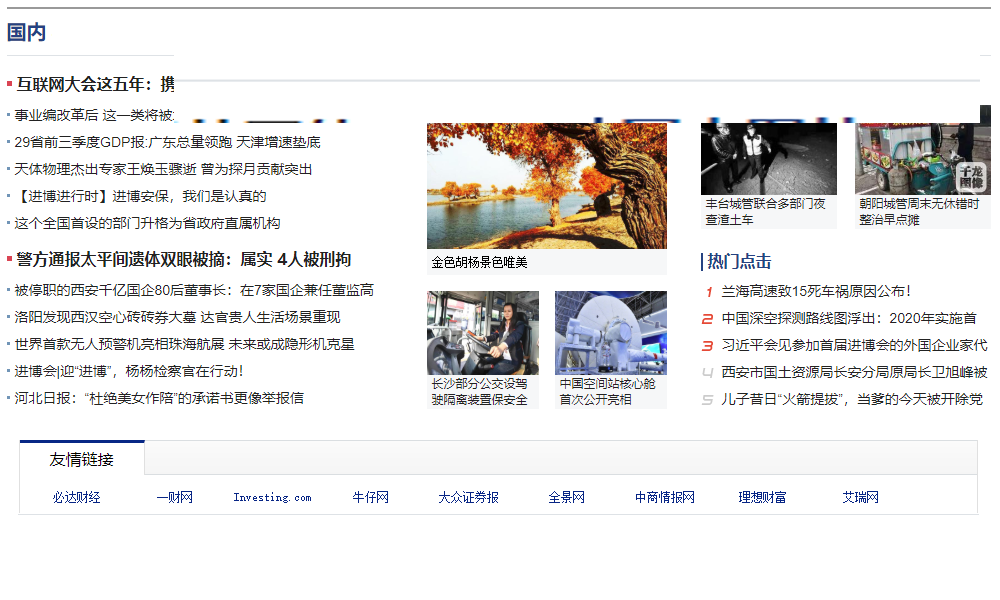 国内
互联网大会这五年：携
事业编改革后 这一类将被
29省前三季度GDP报:广东总量领跑 天津增速垫底
天体物理杰出专家王焕玉骤逝 曾为探月贡献突出
【进博进行时】进博安保，我们是认真的
这个全国首设的部门升格为省政府直属机构
警方通报太平间遗体双眼被摘：属实 4人被刑拘
被停职的西安千亿国企80后董事长：在7家国企兼任董监高
洛阳发现西汉空心砖砖券大墓 达官贵人生活场景重现
世界首款无人预警机亮相珠海航展 未来或成隐形机克星
进博会|迎“进博”，杨杨检察官在行动！
河北日报：“杜绝美女作陪”的承诺书更像举报信
金色胡杨景色唯美
长沙部分公交设驾
驶隔离装置保安全
中国空间站核心舱
首次公开亮相
千龙
图像
丰台城管联合多部门夜
查渣土车
朝阳城管周末无休错时
整治早点摊
热门点击
1 兰海高速致15死车祸原因公布！
2 中国深空探测路线图浮出：2020年实施首
3 习近平会见参加首届进博会的外国企业家代
4 西安市国土资源局长安分局原局长卫旭峰被
5 儿子昔日“火箭提拔”，当爹的今天被开除党
友情链接
必达财经 一财网 Investing.com 牛仔网 大众证券报 全景网 中商情报网 理想财富 艾瑞网